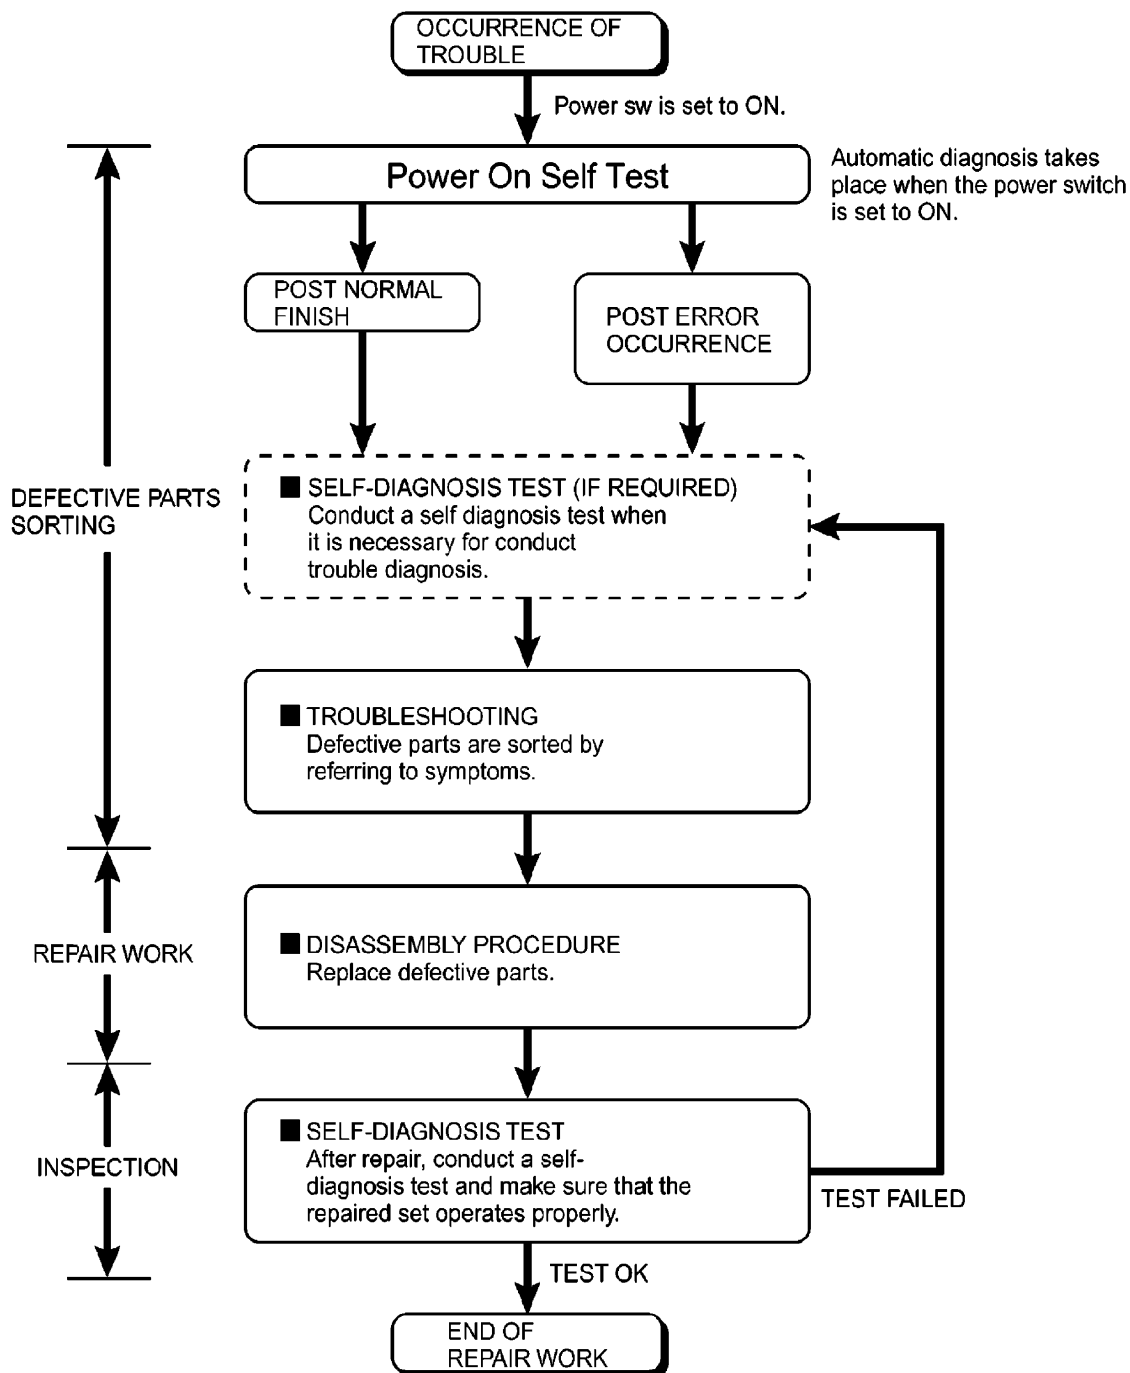 OCCURRENCE OF
TROUBLE
Power sw is set to ON.
Power On Self Test
Automatic diagnosis takes
place when the power switch
is set to ON.
POST NORMAL
FINISH
POST ERROR
OCCURRENCE
DEFECTIVE PARTS
SORTING
■ SELF-DIAGNOSIS TEST (IF REQUIRED)
Conduct a self diagnosis test when
it is necessary for conduct
trouble diagnosis.
■ TROUBLESHOOTING
Defective parts are sorted by
referring to symptoms.
REPAIR WORK
■ DISASSEMBLY PROCEDURE
Replace defective parts.
INSPECTION
■ SELF-DIAGNOSIS TEST
After repair, conduct a self-
diagnosis test and make sure that the
repaired set operates properly.
TEST FAILED
TEST OK
END OF
REPAIR WORK